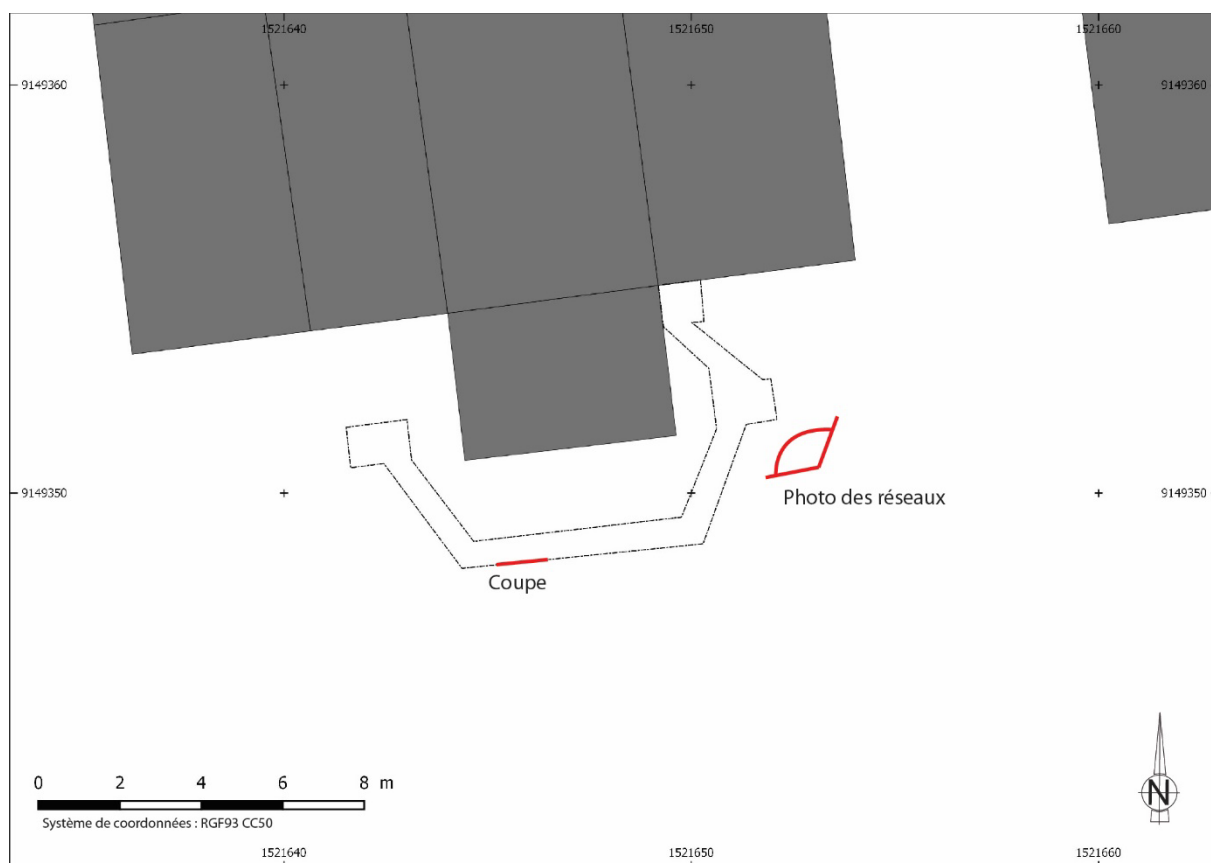 1521640 1521650 1521660
9149360 9149360
9149350 9149350
Photo des réseaux
Coupe
0 2 4 6 8 m
Système de coordonnées : RGF93 CC50
N
1521640 1521650 1521660